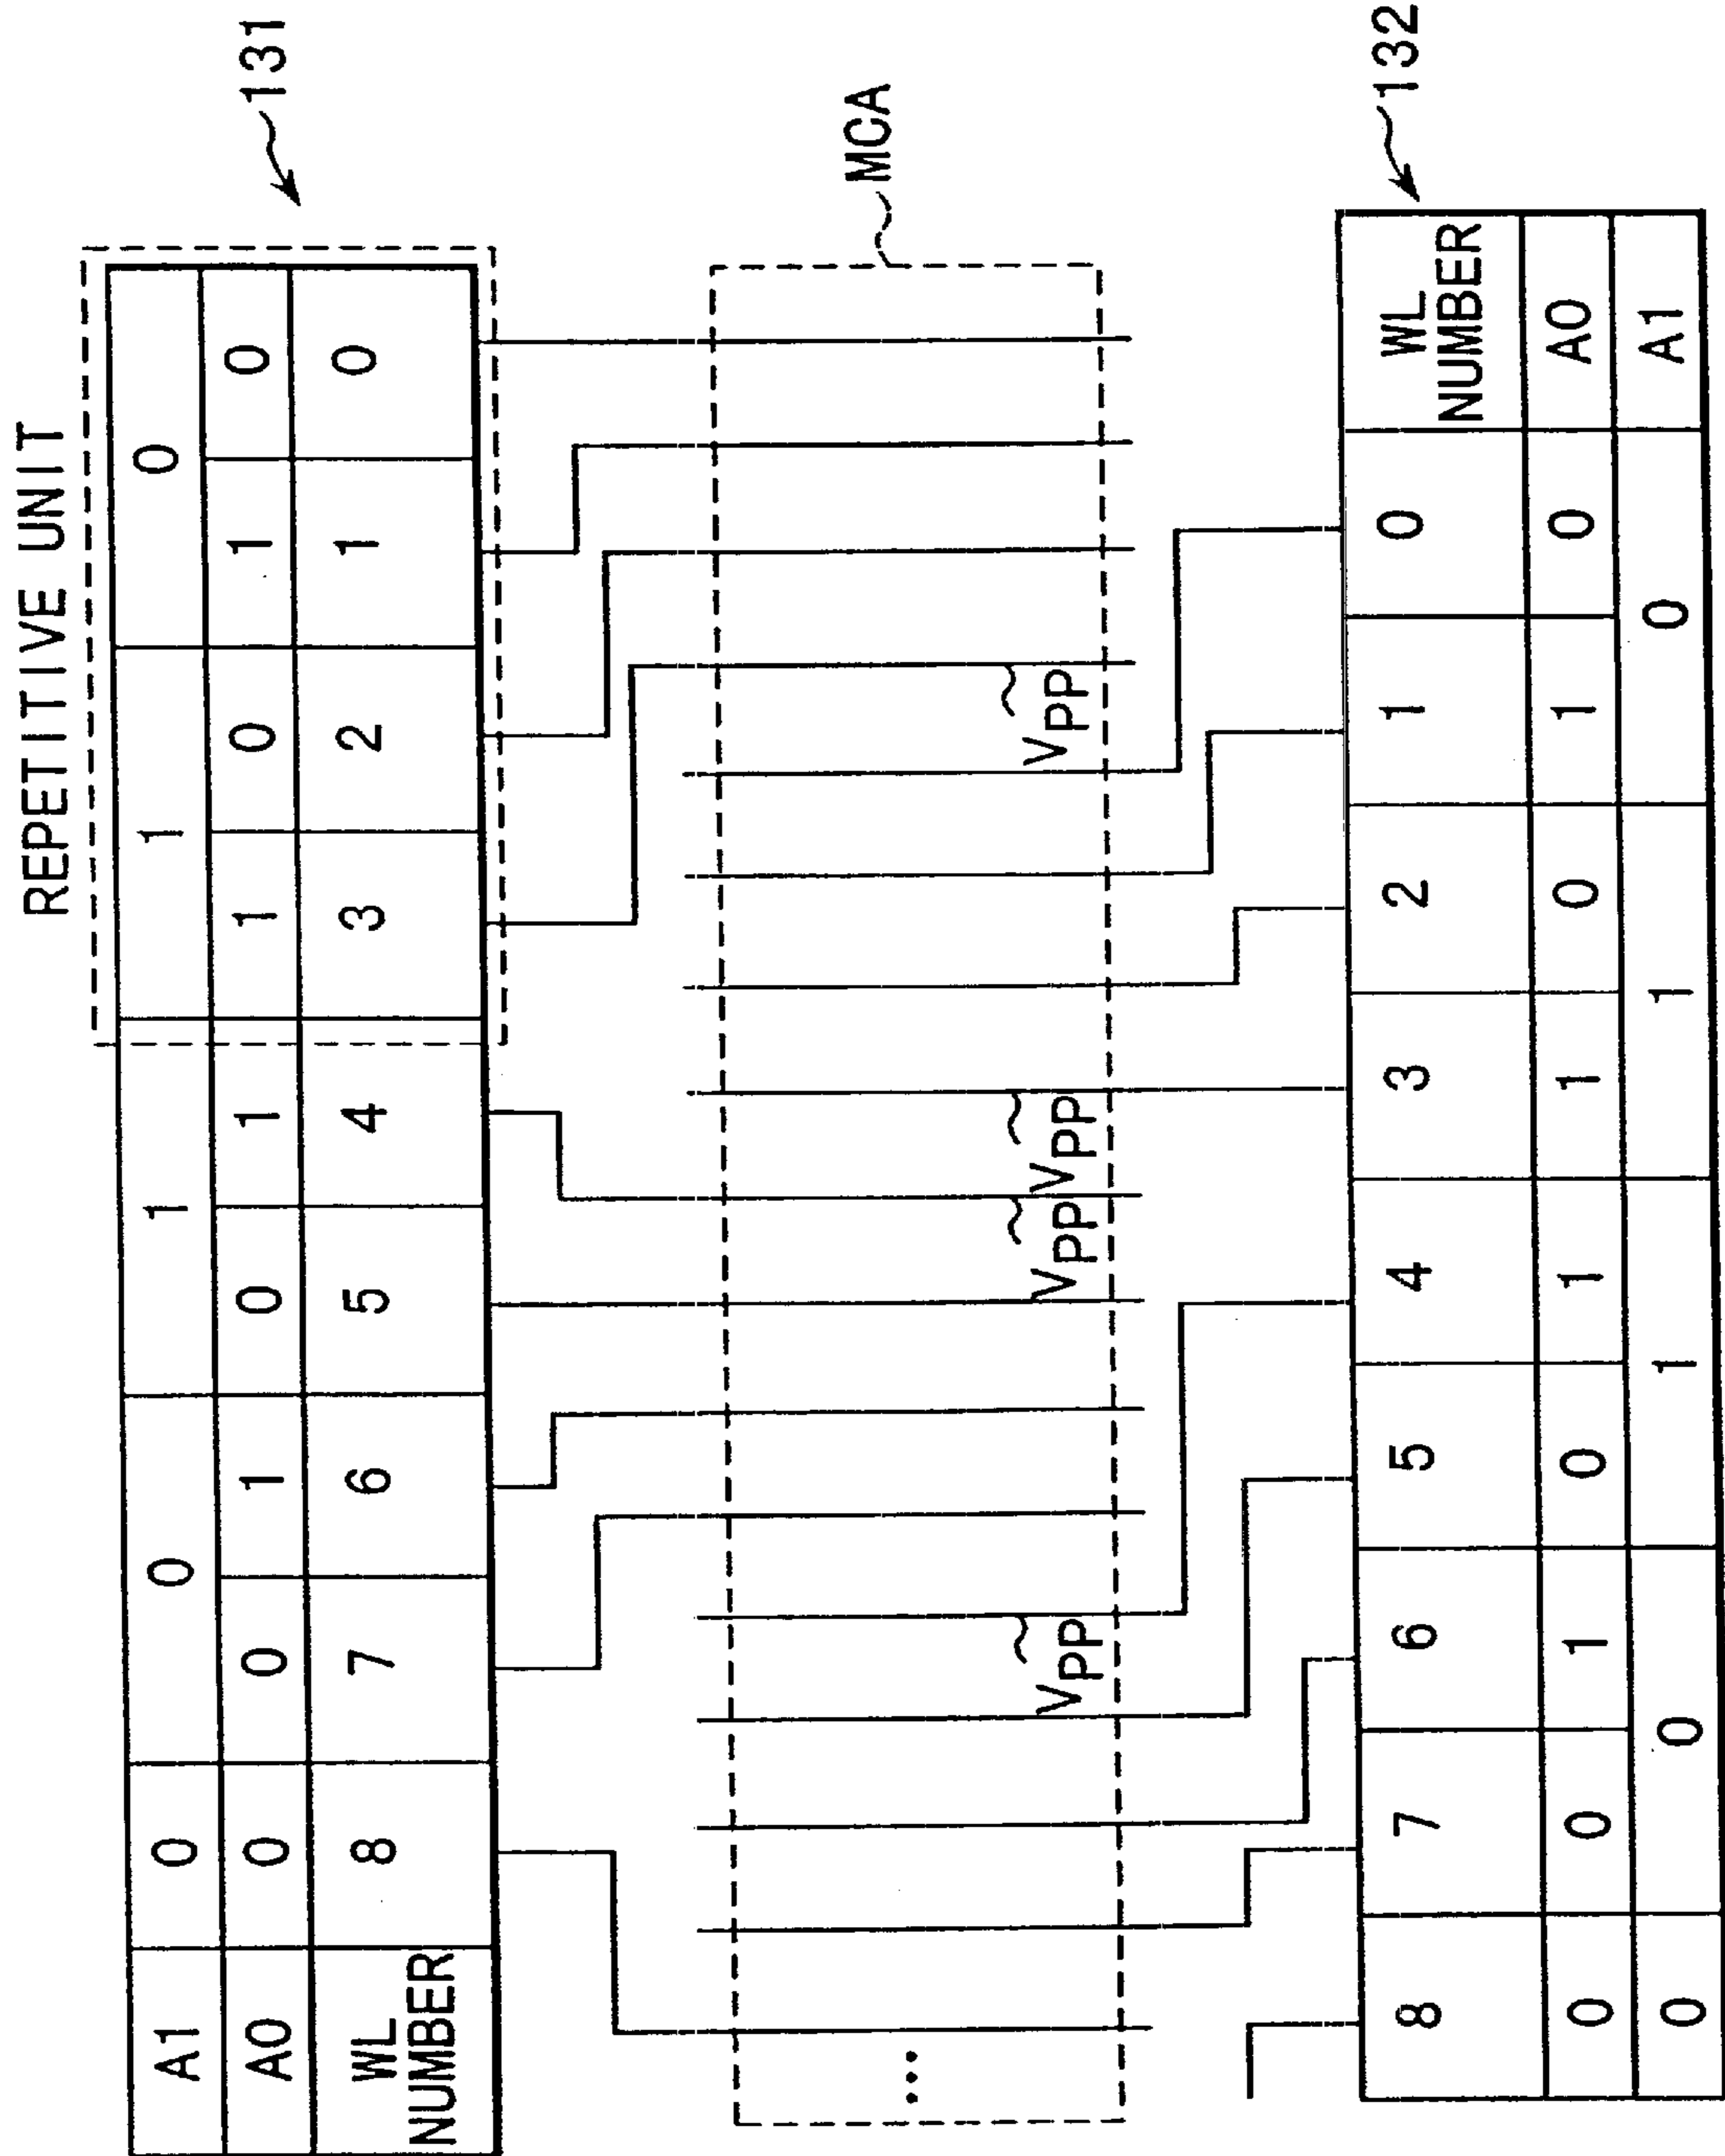 REPETITIVE UNIT
131
A1 0 0 1 1 0
A0 0 0 1 0 1 1 0 1 0
WL NUMBER 8 7 6 5 4 3 2 1 0
MCA
...
VPP VPP VPP VPP
132
8 7 6 5 4 3 2 1 0 WL NUMBER
0 0 1 0 1 1 0 1 0 A0
0 0 1 1 0 A1